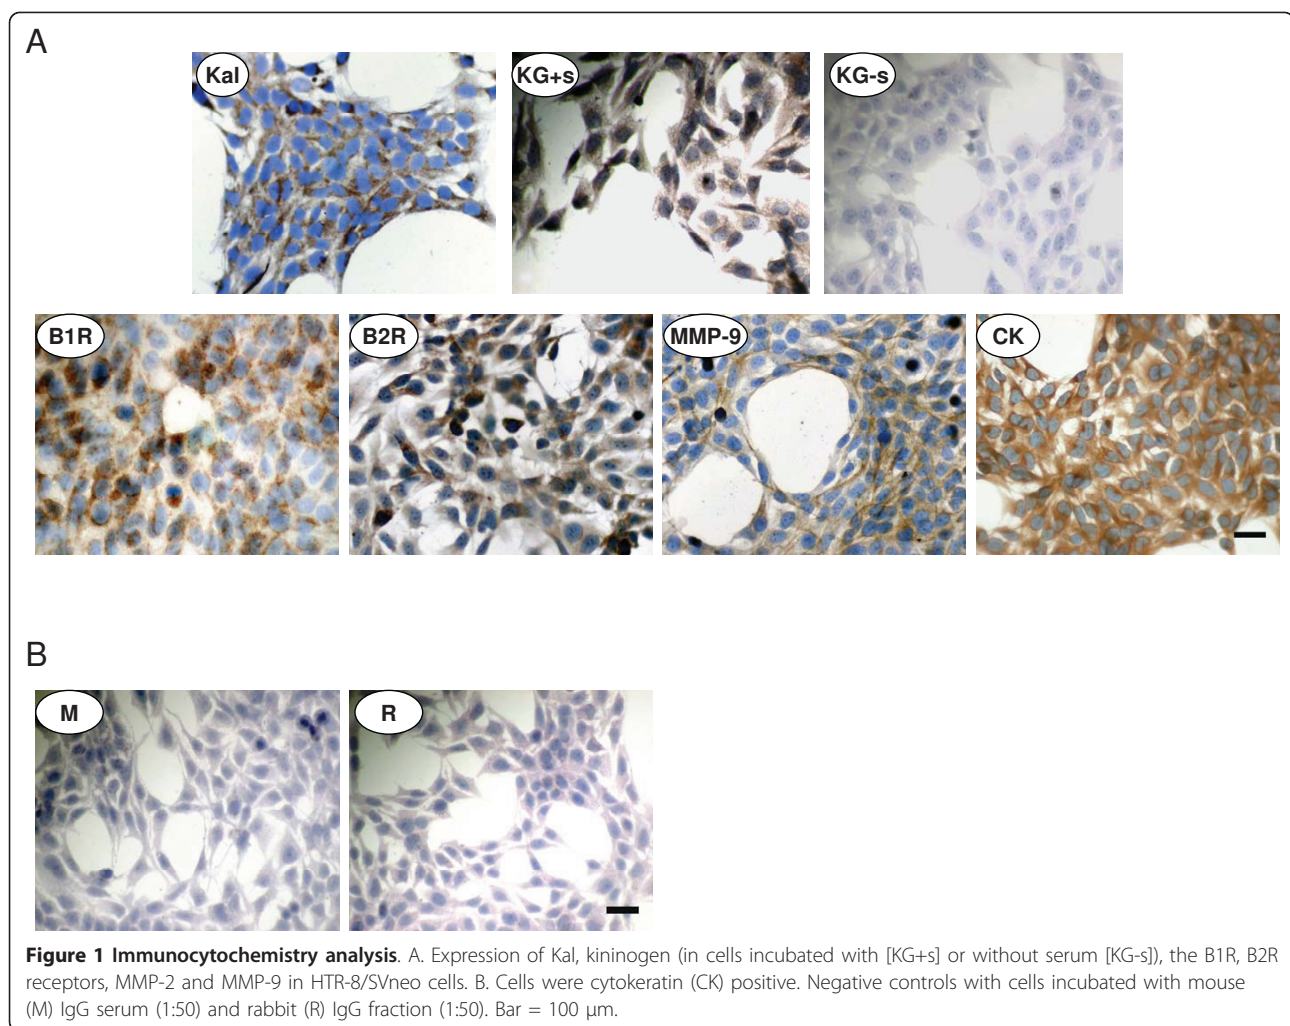 A
Kal
KG+s
KG-s
B1R
B2R
MMP-9
CK
B
M
R
Figure 1 Immunocytochemistry analysis. A. Expression of Kal, kininogen (in cells incubated with [KG+s] or without serum [KG-s]), the B1R, B2R
receptors, MMP-2 and MMP-9 in HTR-8/SVneo cells. B. Cells were cytokeratin (CK) positive. Negative controls with cells incubated with mouse
(M) IgG serum (1:50) and rabbit (R) IgG fraction (1:50). Bar = 100 μm.